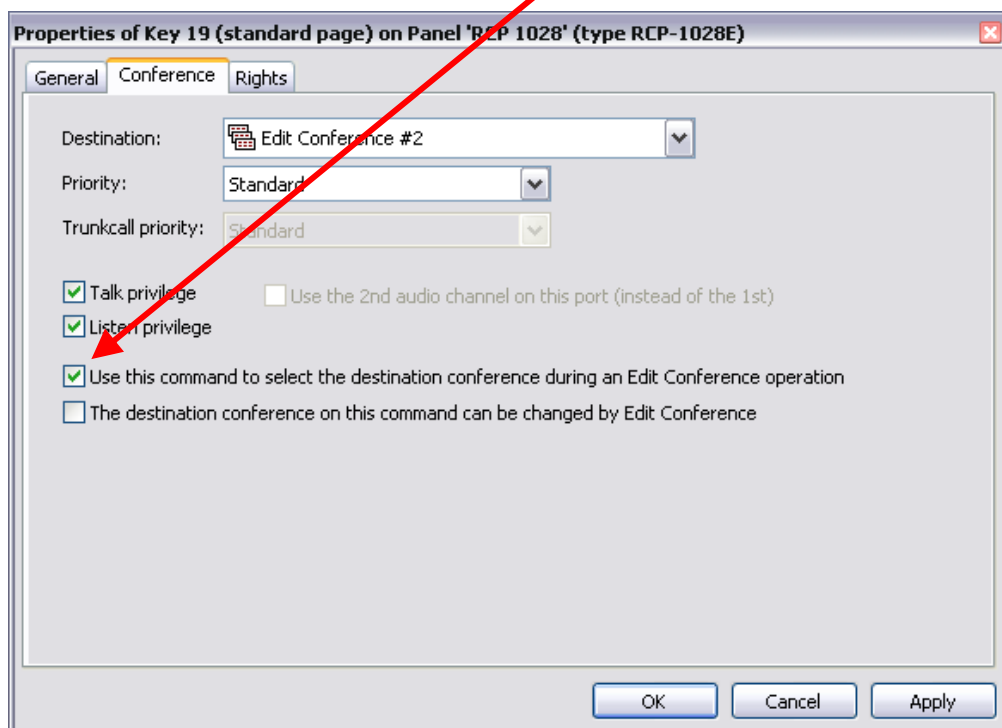 Properties of Key 19 (standard page) on Panel 'RCP 1028' (type RCP-1028E)
General Conference Rights
Destination: Edit Conference #2
Priority: Standard
Trunkcall priority: Standard
Talk privilege Use the 2nd audio channel on this port (instead of the 1st)
Listen privilege
Use this command to select the destination conference during an Edit Conference operation
The destination conference on this command can be changed by Edit Conference
OK Cancel Apply